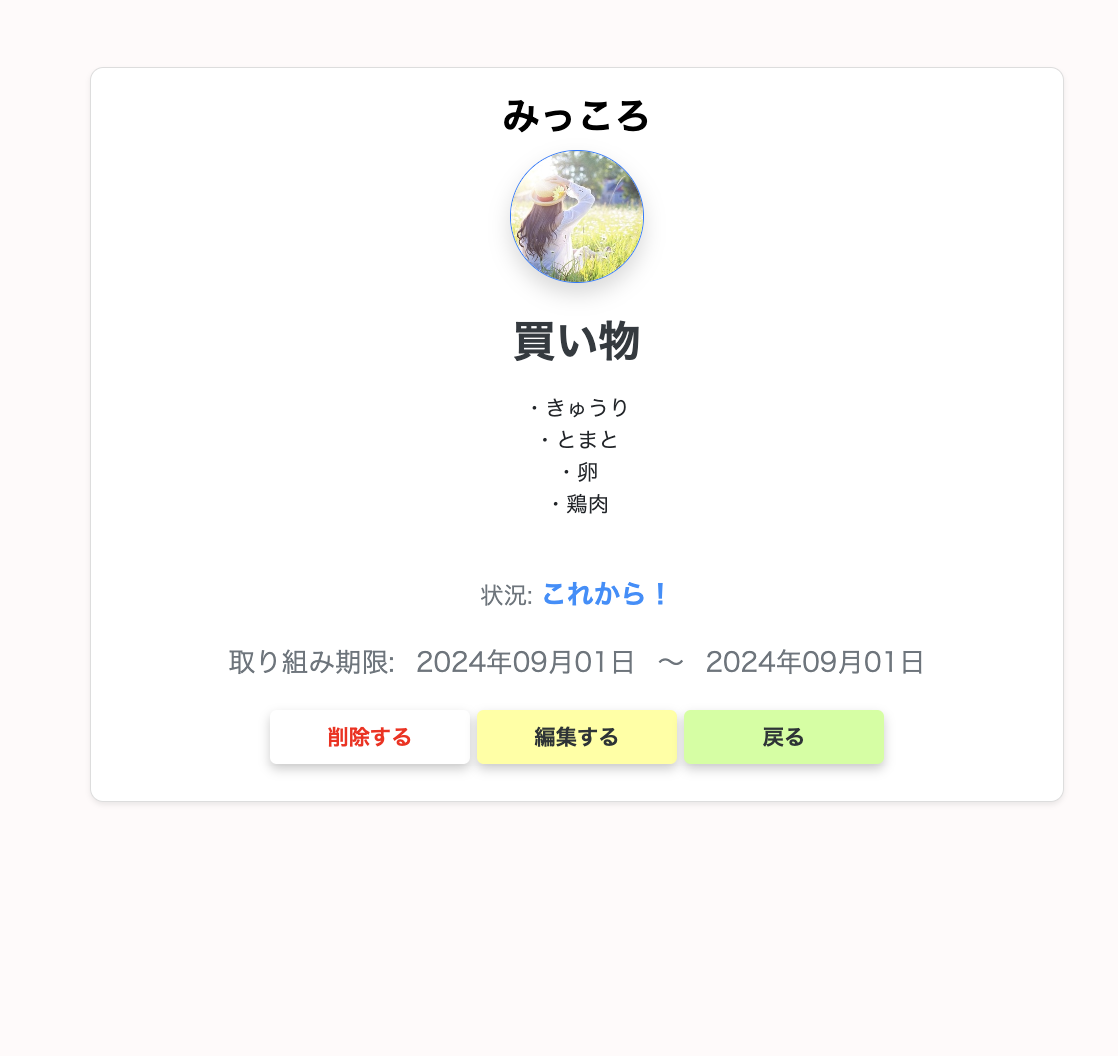 みっころ
買い物
・きゅうり
・とまと
・卵
・鶏肉
状況: これから！
取り組み期限: 2024年09月01日 〜 2024年09月01日
削除する 編集する 戻る